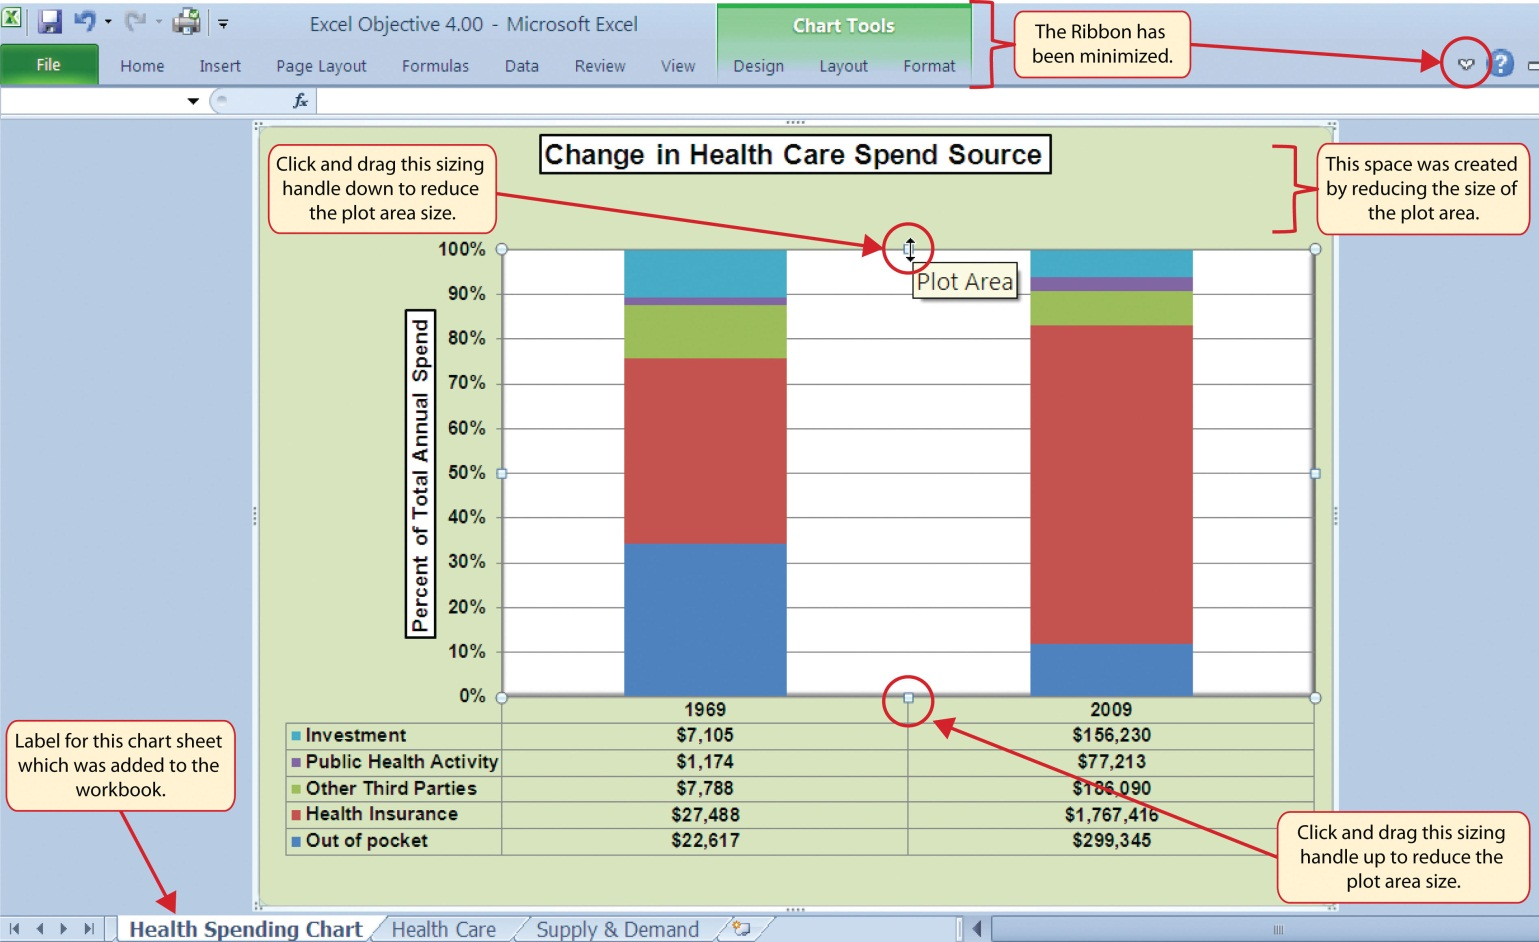 Excel Objective 4.00 - Microsoft Excel
Chart Tools
File Home Insert Page Layout Formulas Data Review View Design Layout Format
The Ribbon has
been minimized.
?
fx
Change in Health Care Spend Source
Click and drag this sizing
handle down to reduce
the plot area size.
This space was created
by reducing the size of
the plot area.
Plot Area
Percent of Total Annual Spend
100%
90%
80%
70%
60%
50%
40%
30%
20%
10%
0%
1969 2009
Investment $7,105 $156,230
Public Health Activity $1,174 $77,213
Other Third Parties $7,788 $186,090
Health Insurance $27,488 $1,767,416
Out of pocket $22,617 $299,345
Label for this chart sheet
which was added to the
workbook.
Click and drag this sizing
handle up to reduce the
plot area size.
Health Spending Chart Health Care Supply & Demand